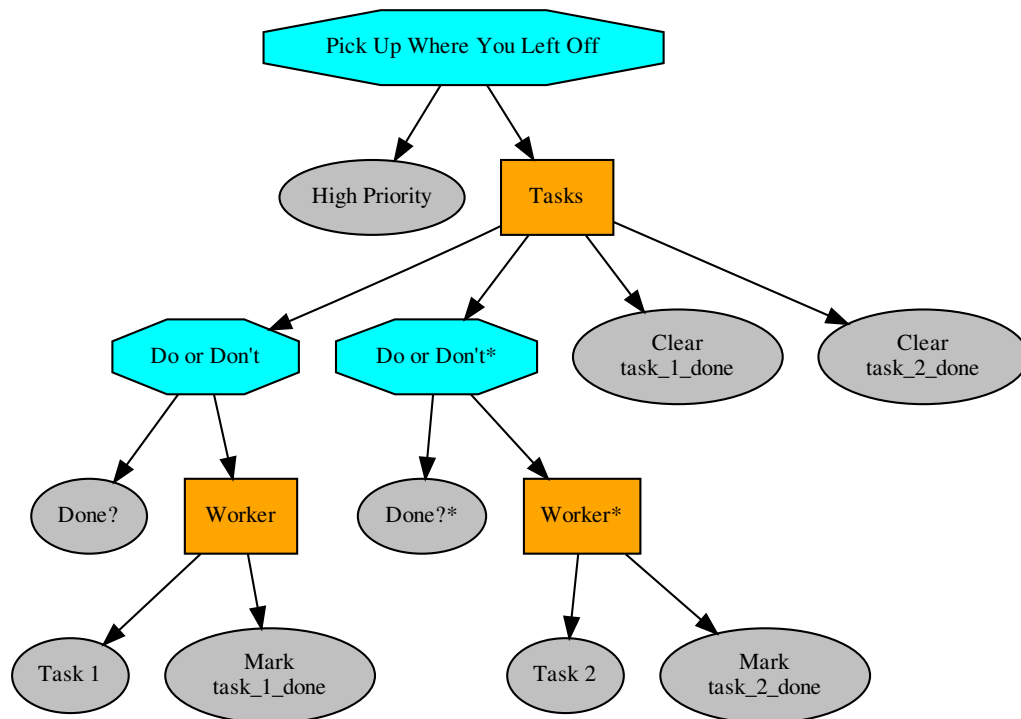 Pick Up Where You Left Off
High Priority
Tasks
Do or Don't
Do or Don't*
Clear
task_1_done
Clear
task_2_done
Done?
Worker
Done?*
Worker*
Task 1
Mark
task_1_done
Task 2
Mark
task_2_done